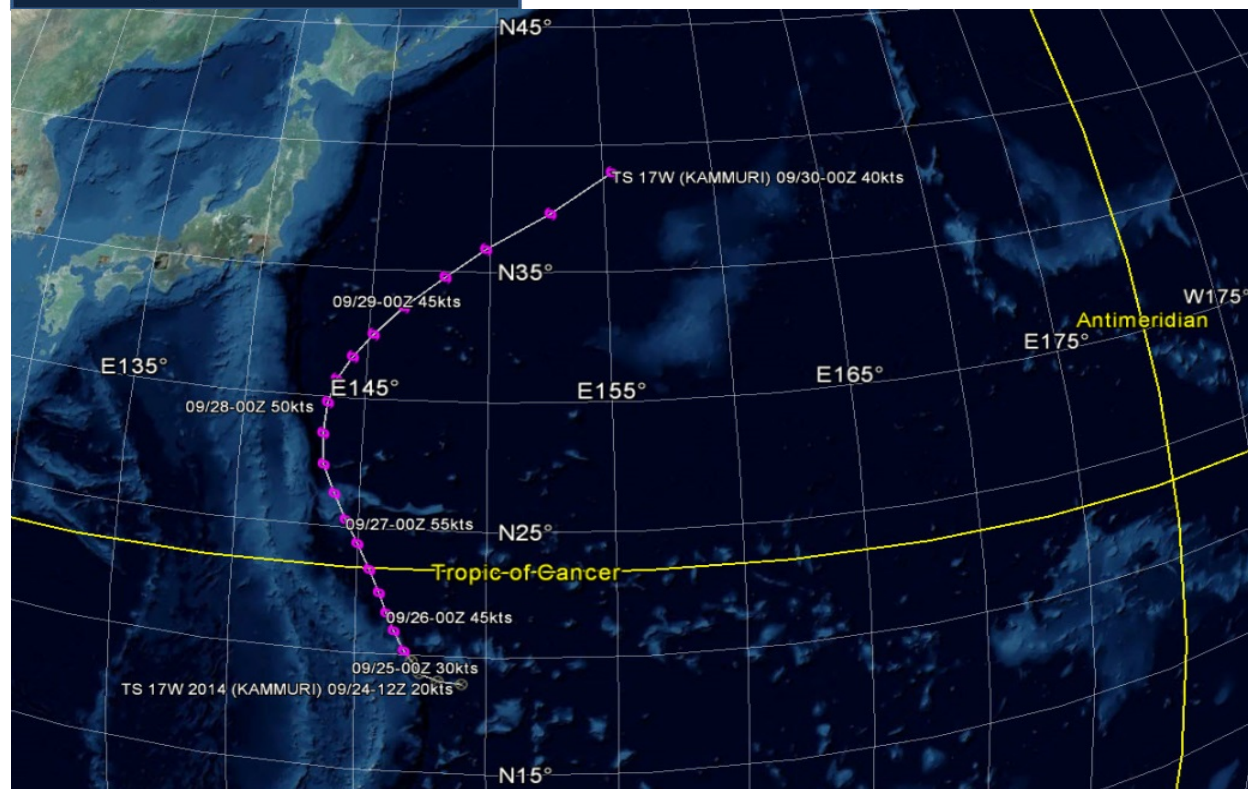 N45°
TS 17W (KAMMURI) 09/30-00Z 40kts
N35°
W175°
09/29-00Z 45kts
Antimeridian
E175°
E135°
E165°
E145°
E155°
09/28-00Z 50kts
09/27-00Z 55kts
N25°
Tropic of Cancer
09/26-00Z 45kts
09/25-00Z 30kts
TS 17W 2014 (KAMMURI) 09/24-12Z 20kts
N15°